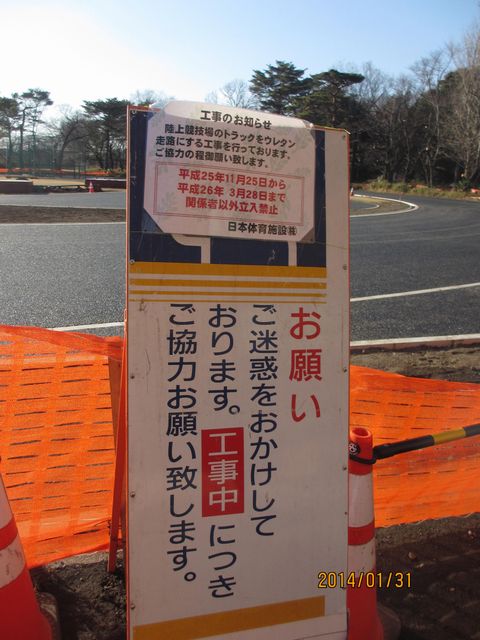 工事のお知らせ
陸上競技場のトラックをウレタン
走路にする工事を行っております。
ご協力の程御願い致します。
平成25年11月25日から
平成26年 3月28日まで
関係者以外立入禁止
日本体育施設㈱
お願い
ご迷惑をおかけして
おります。工事中につき
ご協力お願い致します。
2014/01/31